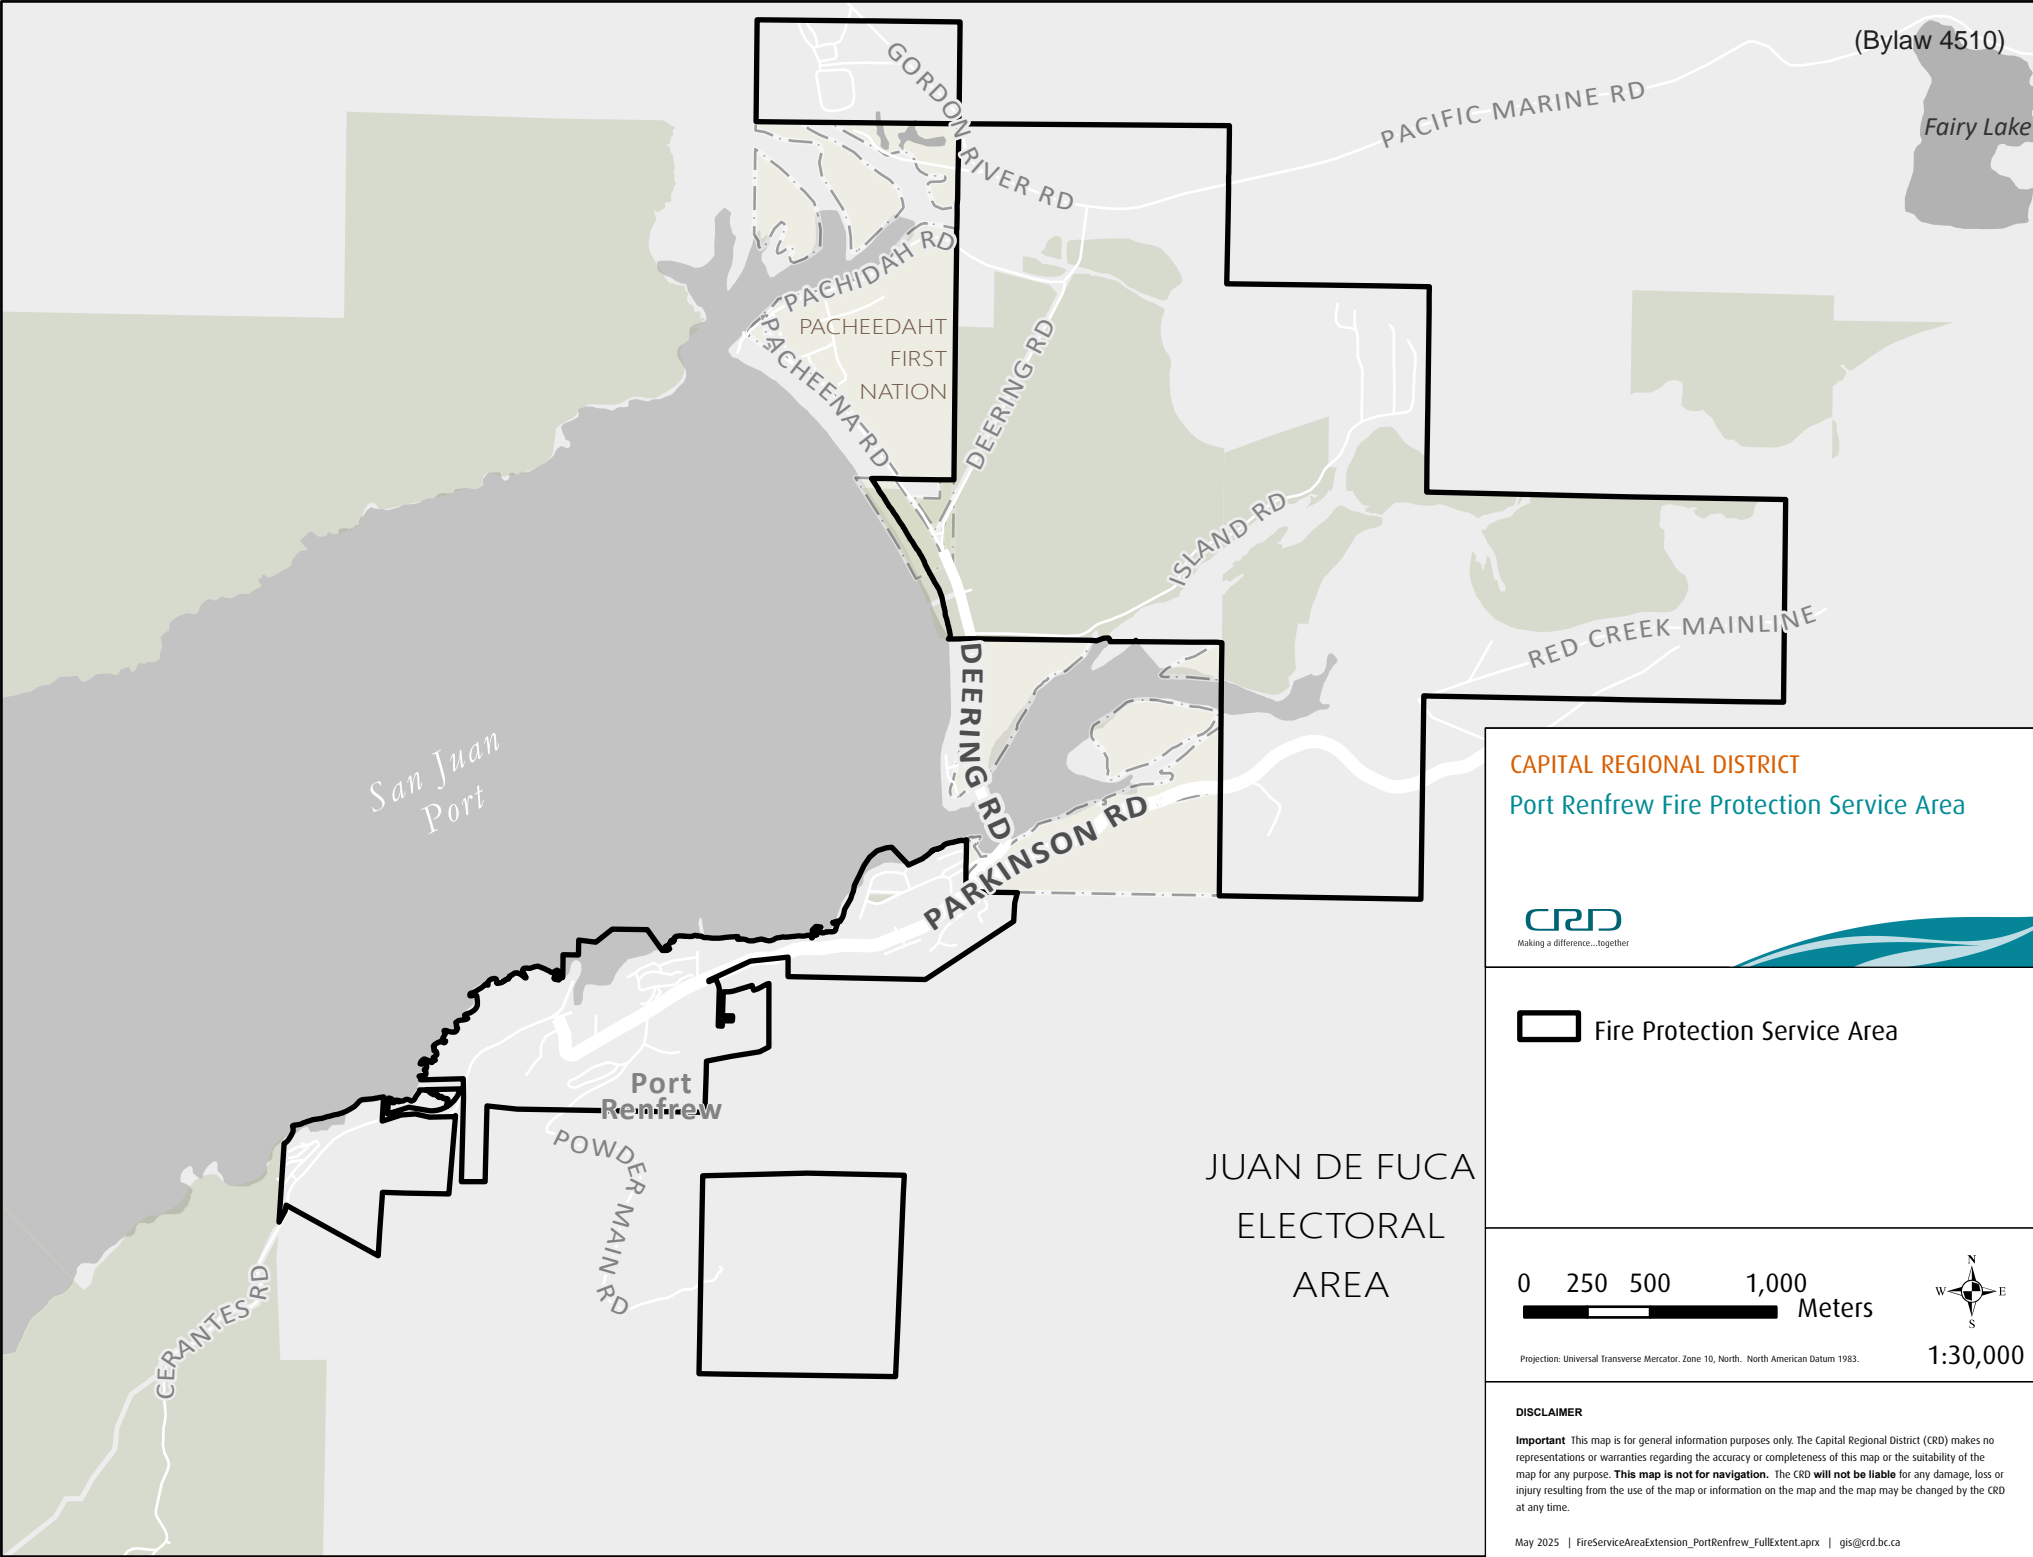 (Bylaw 4510)
GORDON RIVER RD
PACIFIC MARINE RD
Fairy Lake
PACHIDAH RD
PACHEEDAHT
FIRST
NATION
PACHEENA RD
DEERING RD
ISLAND RD
RED CREEK MAINLINE
DEERING RD
San Juan
Port
PARKINSON RD
Port
Renfrew
POWDER MAIN RD
CERANTES RD
JUAN DE FUCA
ELECTORAL
AREA
CAPITAL REGIONAL DISTRICT
Port Renfrew Fire Protection Service Area
CRD
Making a difference...together
Fire Protection Service Area
0 250 500 1,000
Meters
N
W E
S
Projection: Universal Transverse Mercator. Zone 10, North. North American Datum 1983.
1:30,000
DISCLAIMER
Important This map is for general information purposes only. The Capital Regional District (CRD) makes no
representations or warranties regarding the accuracy or completeness of this map or the suitability of the
map for any purpose. This map is not for navigation. The CRD will not be liable for any damage, loss or
injury resulting from the use of the map or information on the map and the map may be changed by the CRD
at any time.
May 2025 | FireServiceAreaExtension_PortRenfrew_FullExtent.aprx | gis@crd.bc.ca